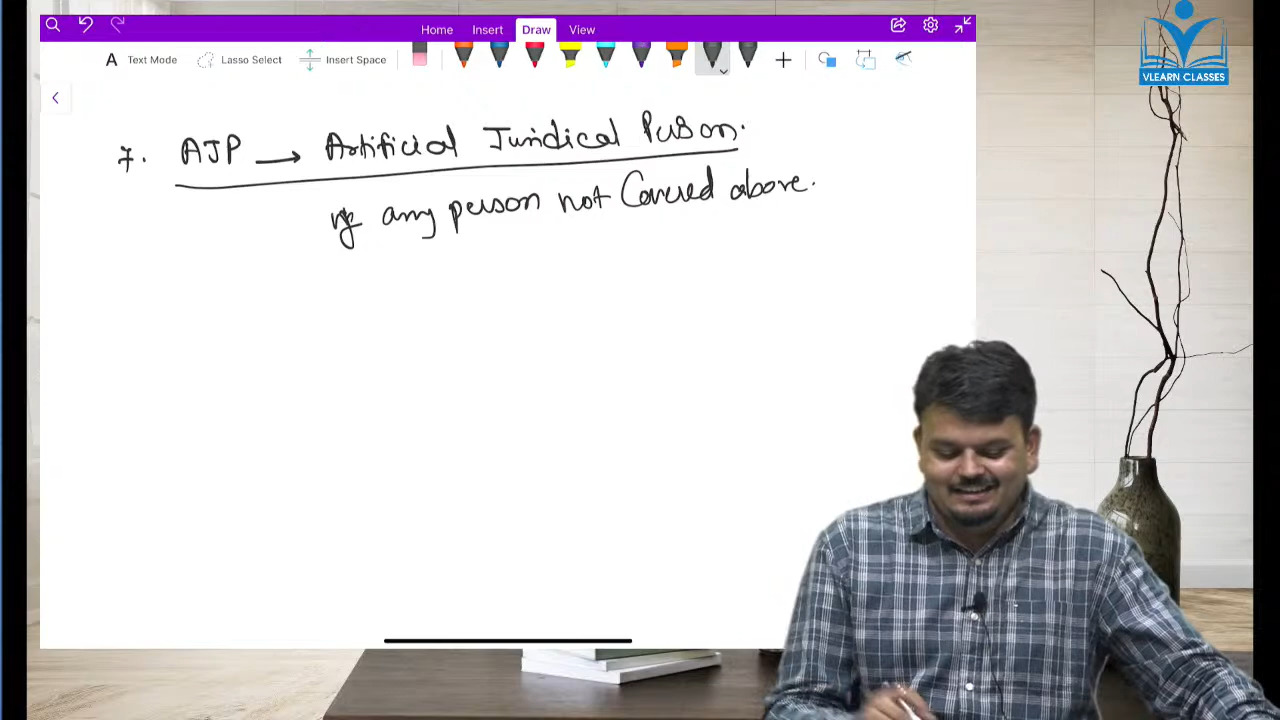 Home Insert Draw View
VLEARN CLASSES
A Text Mode Lasso Select Insert Space
7. AJP → Artificial Juridical Person.
any person not Covered above.